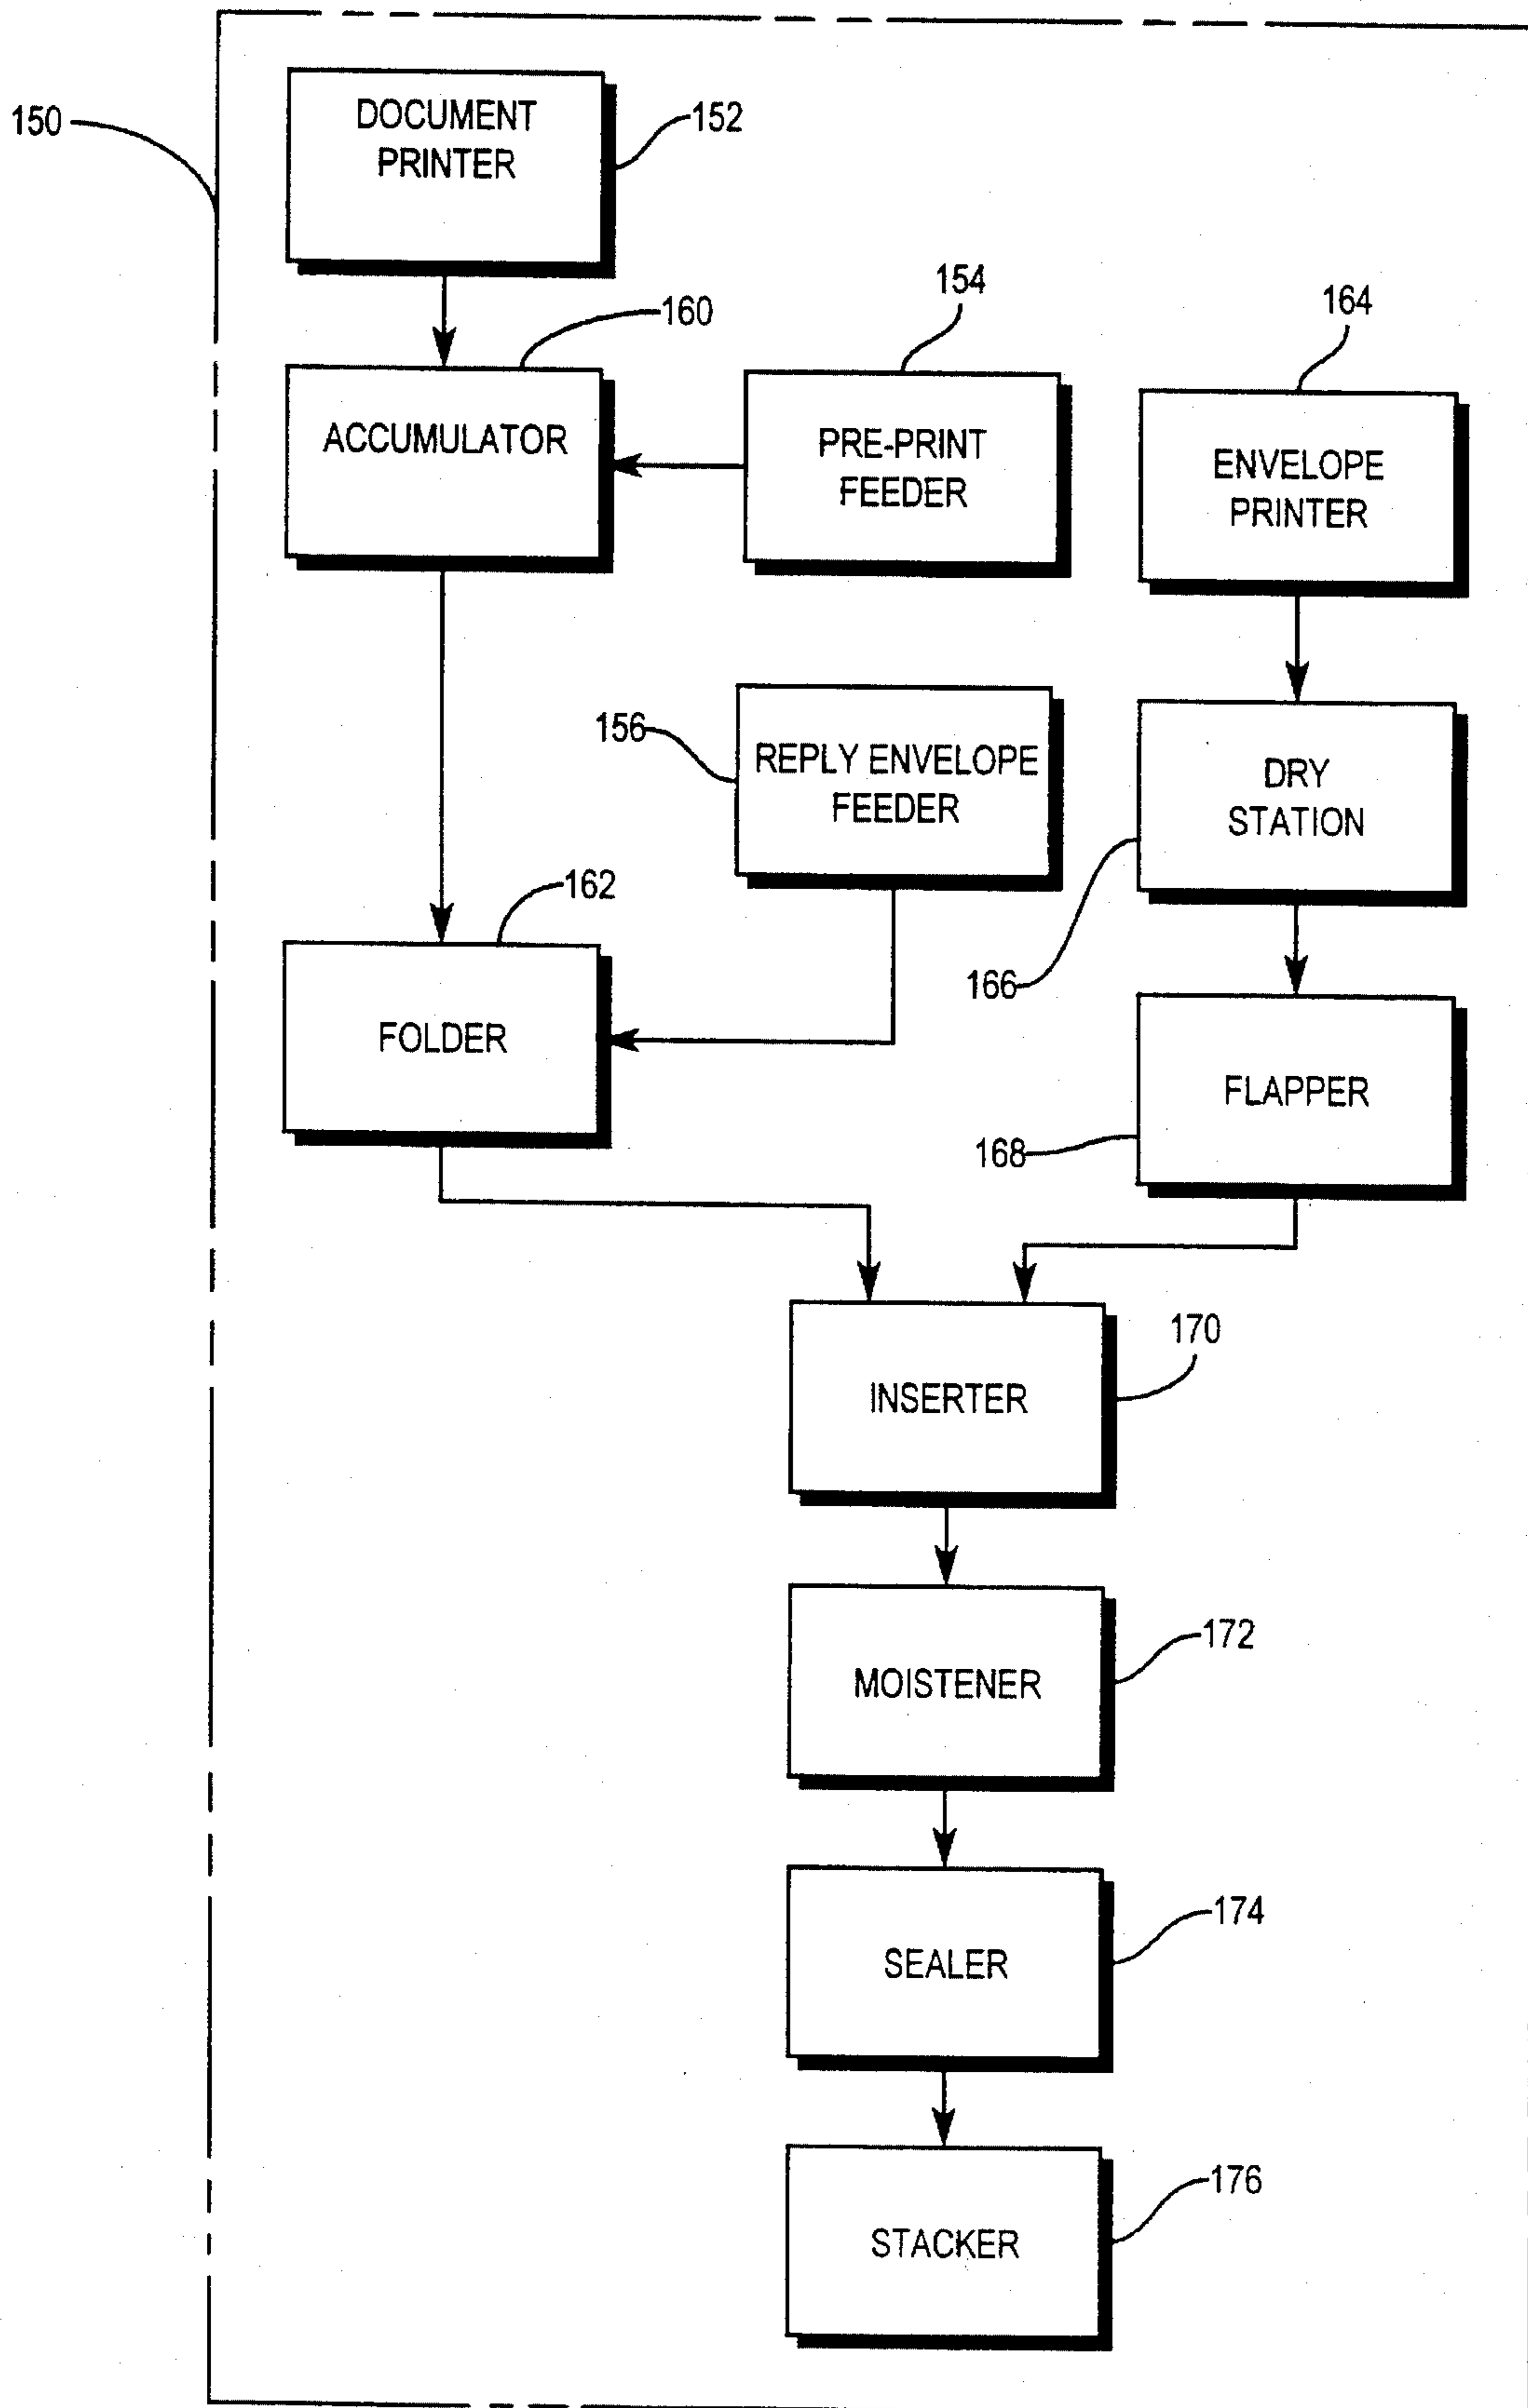 150
DOCUMENT
PRINTER
152
160
154
164
ACCUMULATOR
PRE-PRINT
FEEDER
ENVELOPE
PRINTER
156
REPLY ENVELOPE
FEEDER
DRY
STATION
162
166
FOLDER
FLAPPER
168
170
INSERTER
172
MOISTENER
174
SEALER
176
STACKER